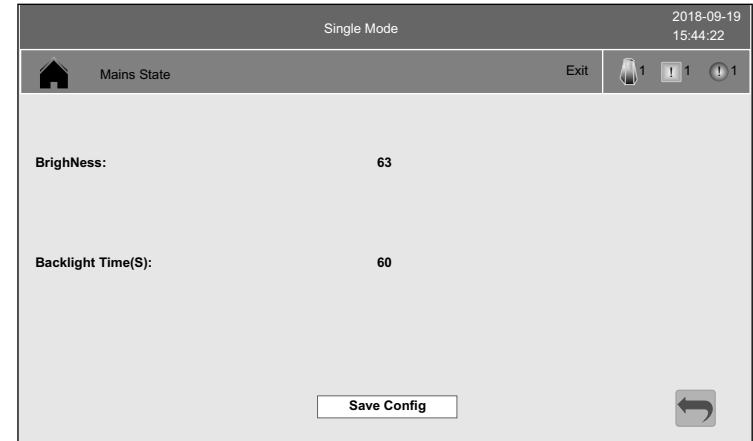 Single Mode
2018-09-19
15:44:22
Mains State
Exit
1
! 1
! 1
BrighNess: 63
Backlight Time(S): 60
Save Config